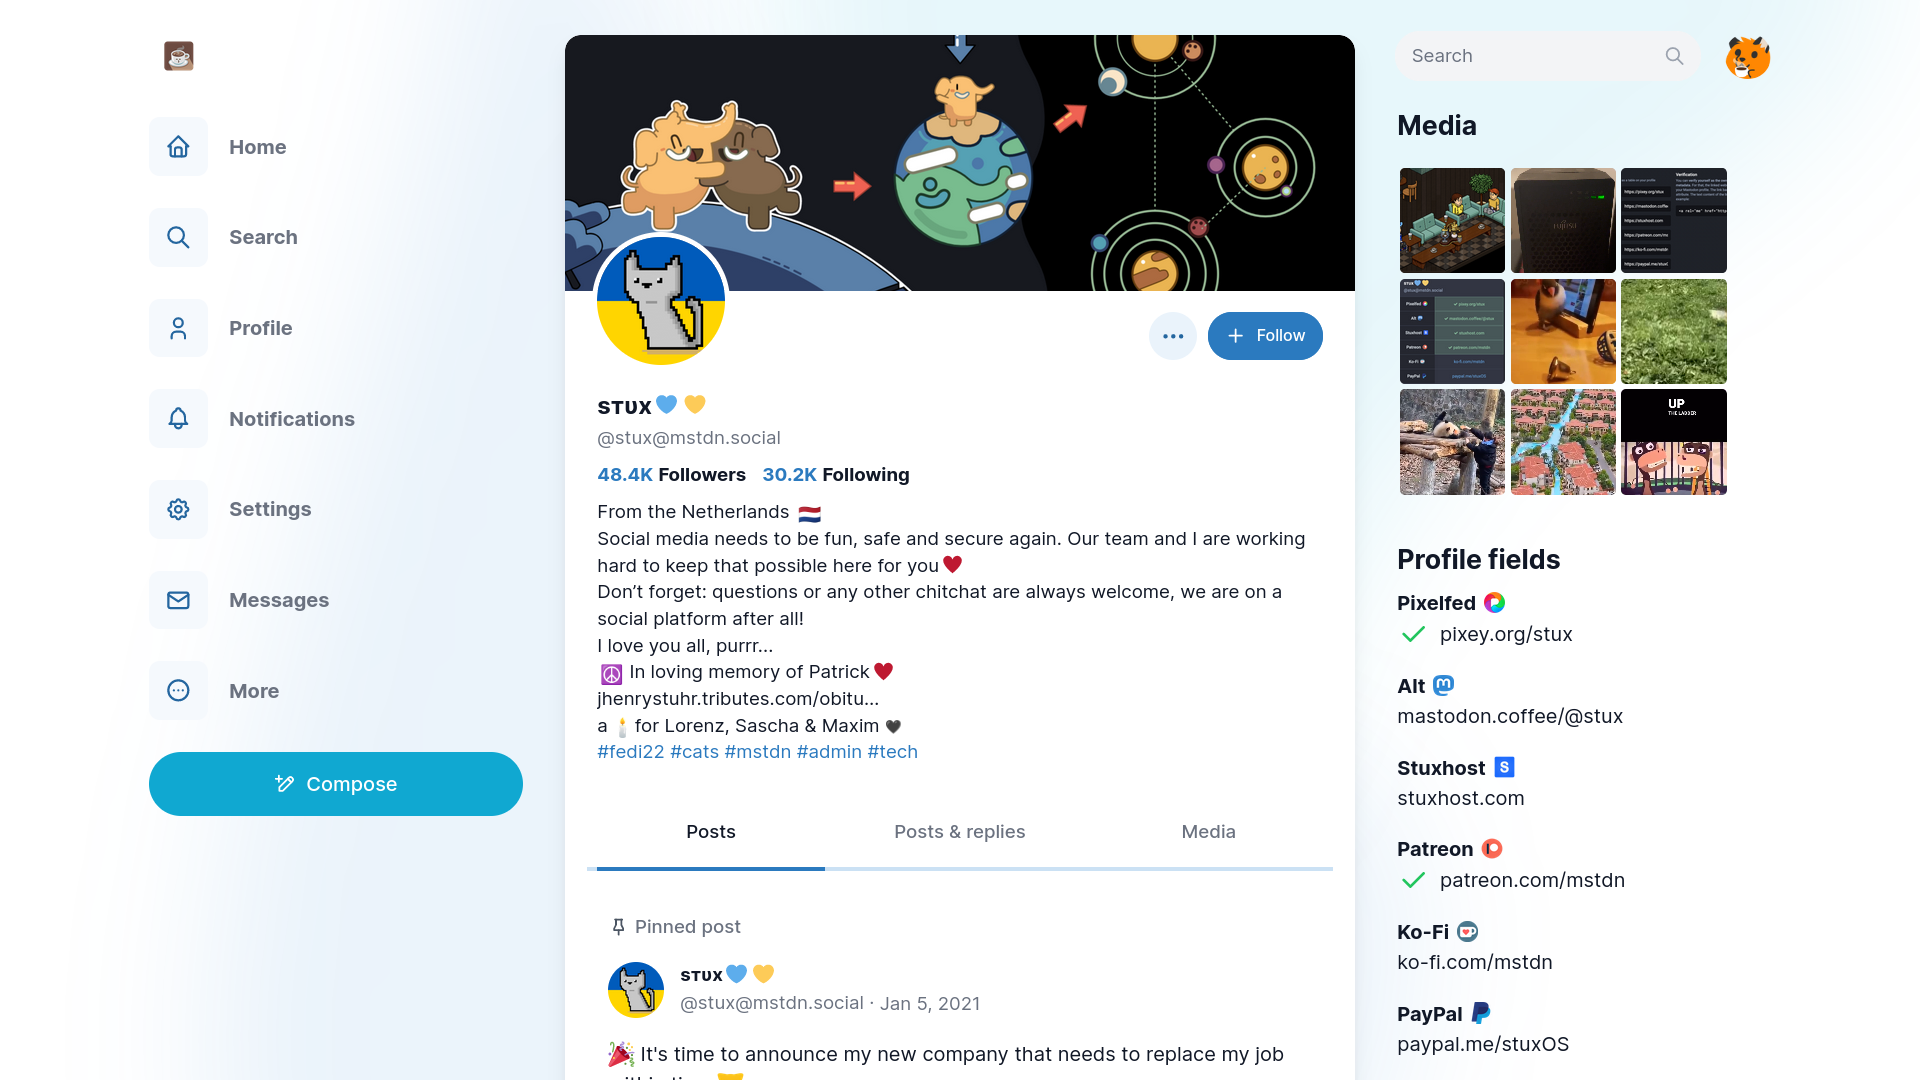 Home
Search
Profile
Notifications
Settings
Messages
More
Compose
Follow
sᴛᴜx
@stux@mstdn.social
48.4K Followers 30.2K Following
From the Netherlands
Social media needs to be fun, safe and secure again. Our team and I are working
hard to keep that possible here for you
Don’t forget: questions or any other chitchat are always welcome, we are on a
social platform after all!
I love you all, purrr...
In loving memory of Patrick
jhenrystuhr.tributes.com/obitu...
a 🕯️ for Lorenz, Sascha & Maxim 🖤
#fedi22 #cats #mstdn #admin #tech
Posts
Posts & replies
Media
Pinned post
sᴛᴜx
@stux@mstdn.social · Jan 5, 2021
It's time to announce my new company that needs to replace my job
Search
Media
UP
THE LADDER
Verification
Profile fields
Pixelfed
pixey.org/stux
Alt
mastodon.coffee/@stux
Stuxhost
stuxhost.com
Patreon
patreon.com/mstdn
Ko-Fi
ko-fi.com/mstdn
PayPal
paypal.me/stuxOS